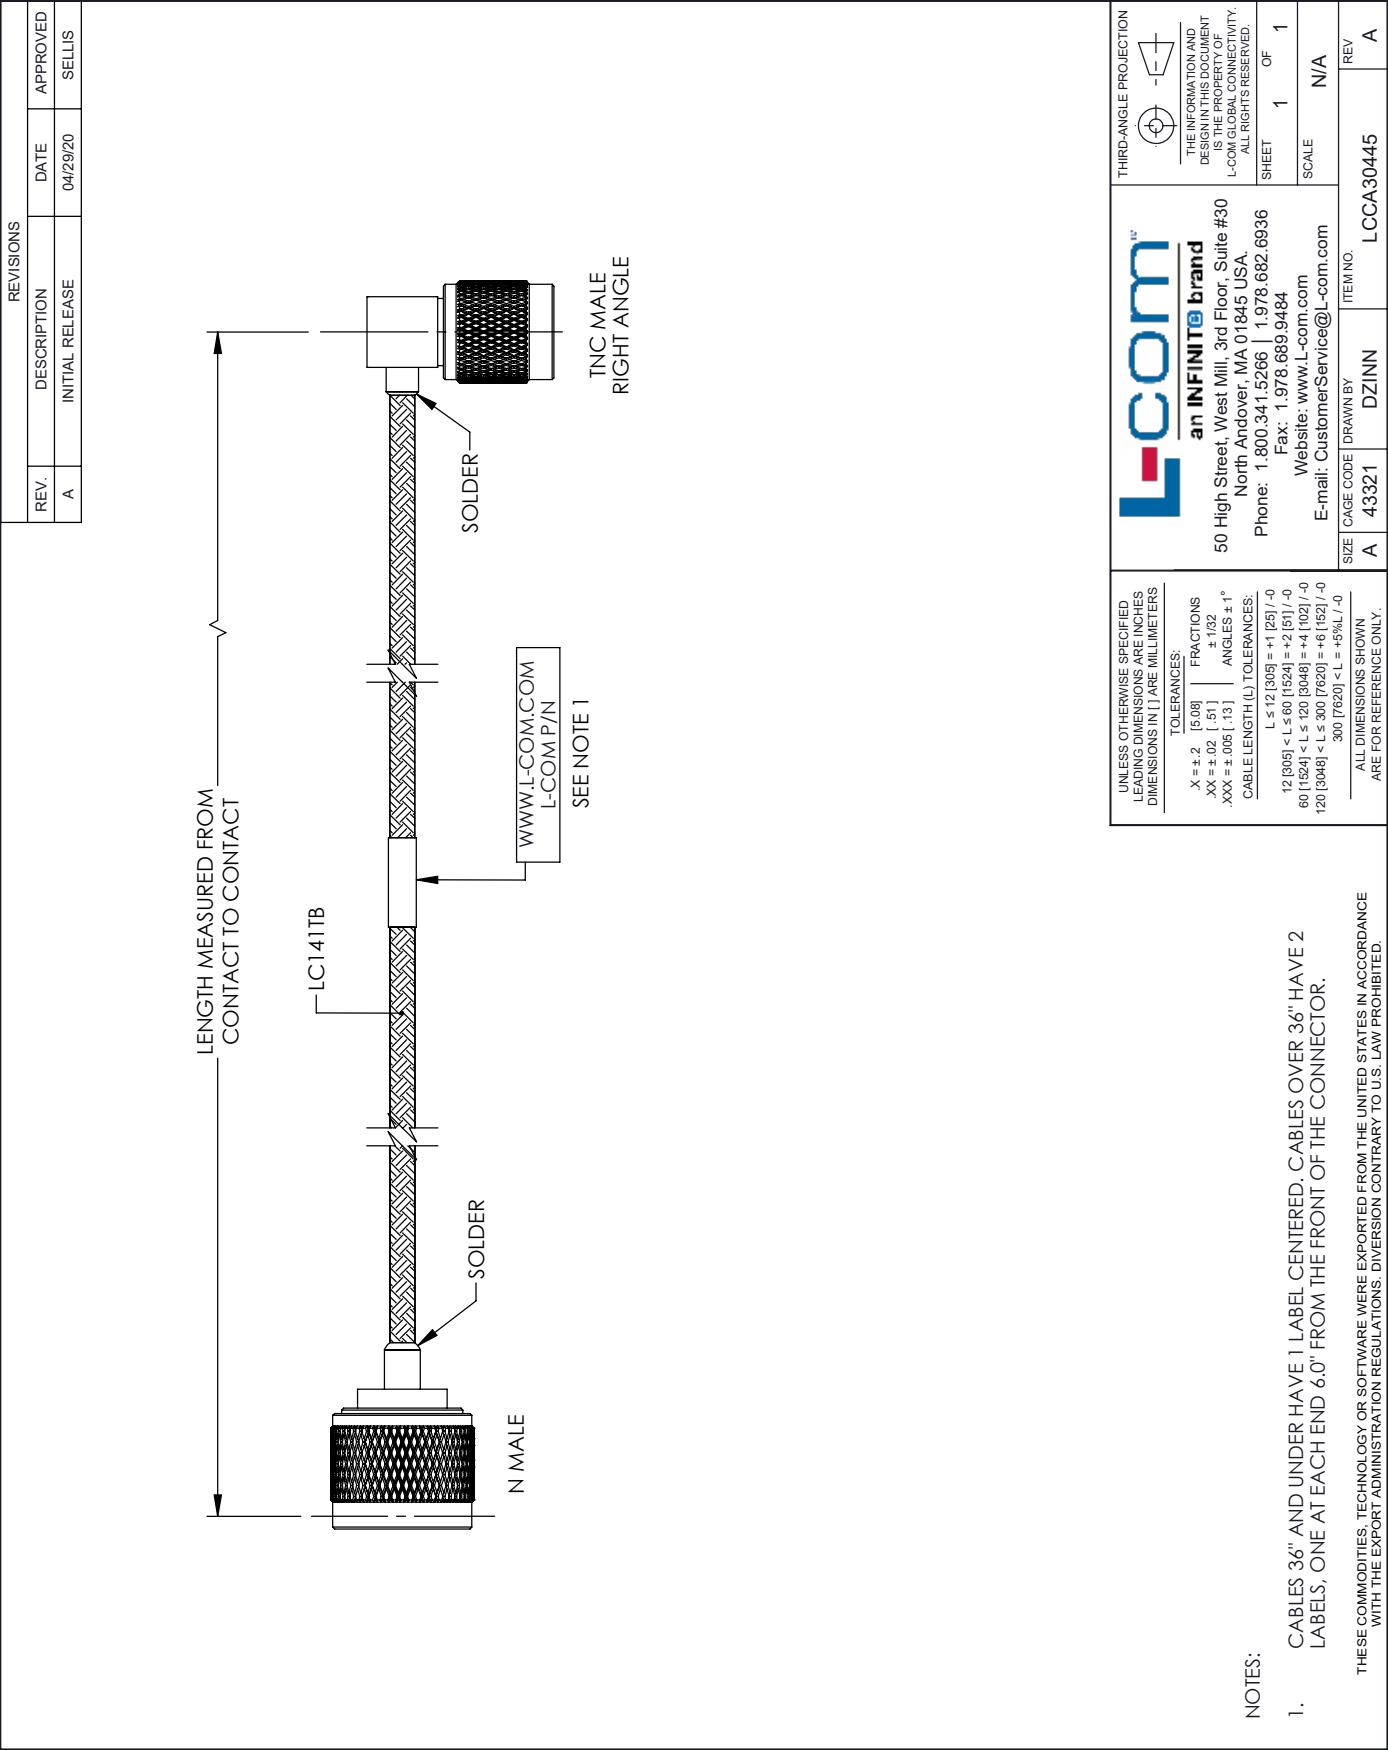 REVISIONS
REV. DESCRIPTION DATE APPROVED
A INITIAL RELEASE 04/29/20 SELLIS
LENGTH MEASURED FROM
CONTACT TO CONTACT
LC141TB
TNC MALE
RIGHT ANGLE
SOLDER
SOLDER
N MALE
WWW.L-COM.COM
L-COM P/N
SEE NOTE 1
NOTES:
1. CABLES 36" AND UNDER HAVE 1 LABEL CENTERED. CABLES OVER 36" HAVE 2
LABELS, ONE AT EACH END 6.0" FROM THE FRONT OF THE CONNECTOR.
THESE COMMODITIES, TECHNOLOGY OR SOFTWARE WERE EXPORTED FROM THE UNITED STATES IN ACCORDANCE
WITH THE EXPORT ADMINISTRATION REGULATIONS. DIVERSION CONTRARY TO U.S. LAW PROHIBITED.
UNLESS OTHERWISE SPECIFIED
LEADING DIMENSIONS ARE INCHES
DIMENSIONS IN [ ] ARE MILLIMETERS
TOLERANCES:
.X = ±.2 [5.08] FRACTIONS
.XX = ±.02 [ .51 ] ± 1/32
.XXX = ±.005 [ .13 ] ANGLES ± 1°
CABLE LENGTH (L) TOLERANCES:
L ≤ 12 [305] = +1 [25] / -0
12 [305] < L ≤ 60 [1524] = +2 [51] / -0
60 [1524] < L ≤ 120 [3048] = +4 [102] / -0
120 [3048] < L ≤ 300 [7620] = +6 [152] / -0
300 [7620] < L = +5%L / -0
ALL DIMENSIONS SHOWN
ARE FOR REFERENCE ONLY.
L-com
an INFINITe brand
50 High Street, West Mill, 3rd Floor, Suite #30
North Andover, MA 01845 USA.
Phone: 1.800.341.5266 | 1.978.682.6936
Fax: 1.978.689.9484
Website: www.L-com.com
E-mail: CustomerService@L-com.com
THIRD-ANGLE PROJECTION
THE INFORMATION AND
DESIGN IN THIS DOCUMENT
IS THE PROPERTY OF
L-COM GLOBAL CONNECTIVITY.
ALL RIGHTS RESERVED.
SHEET 1 OF 1
SCALE N/A
SIZE CAGE CODE DRAWN BY ITEM NO. REV
A 43321 DZINN LCCA30445 A